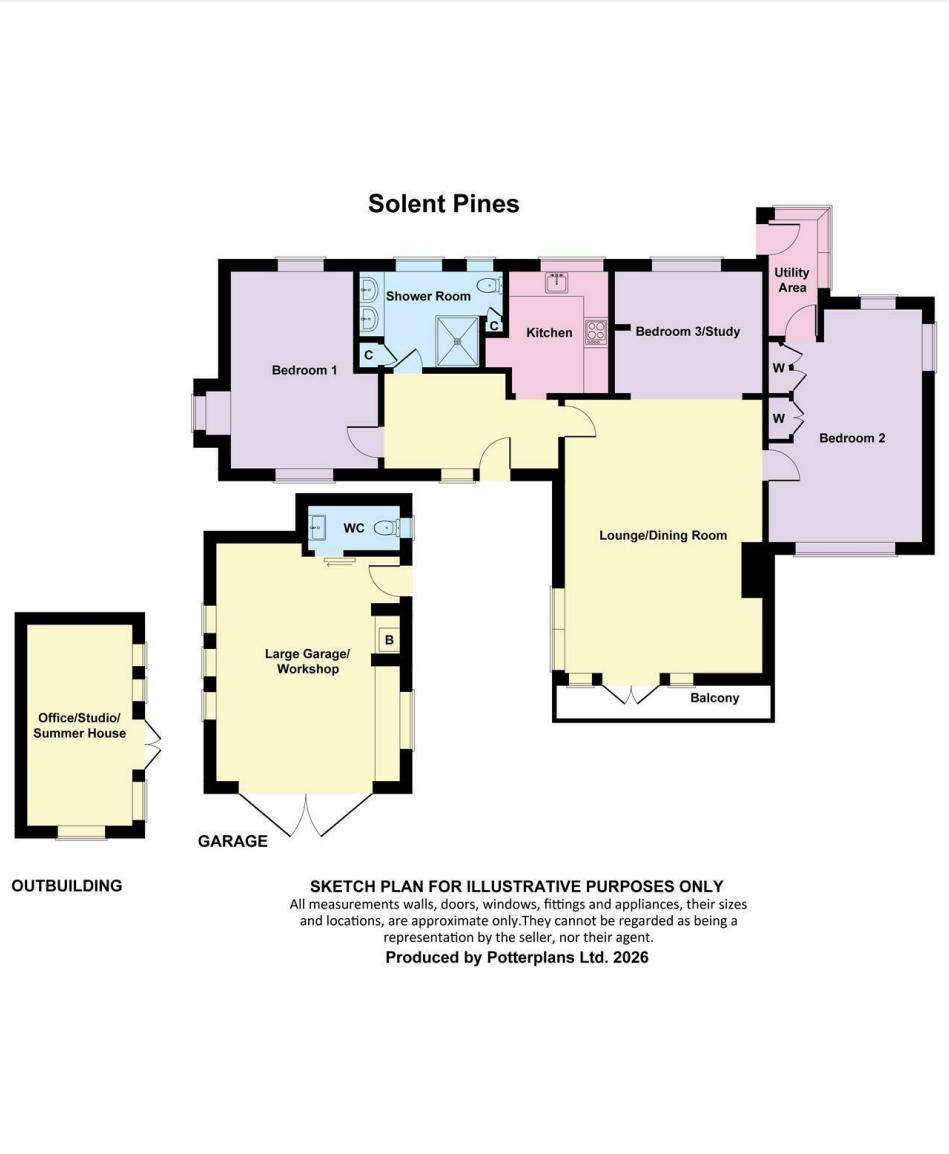 Solent Pines
Utility
Area
Shower Room
C
Kitchen
Bedroom 3/Study
C
Bedroom 1
W
W
Bedroom 2
WC
Lounge/Dining Room
B
Large Garage/
Workshop
Balcony
Office/Studio/
Summer House
GARAGE
OUTBUILDING
SKETCH PLAN FOR ILLUSTRATIVE PURPOSES ONLY
All measurements walls, doors, windows, fittings and appliances, their sizes
and locations, are approximate only.They cannot be regarded as being a
representation by the seller, nor their agent.
Produced by Potterplans Ltd. 2026